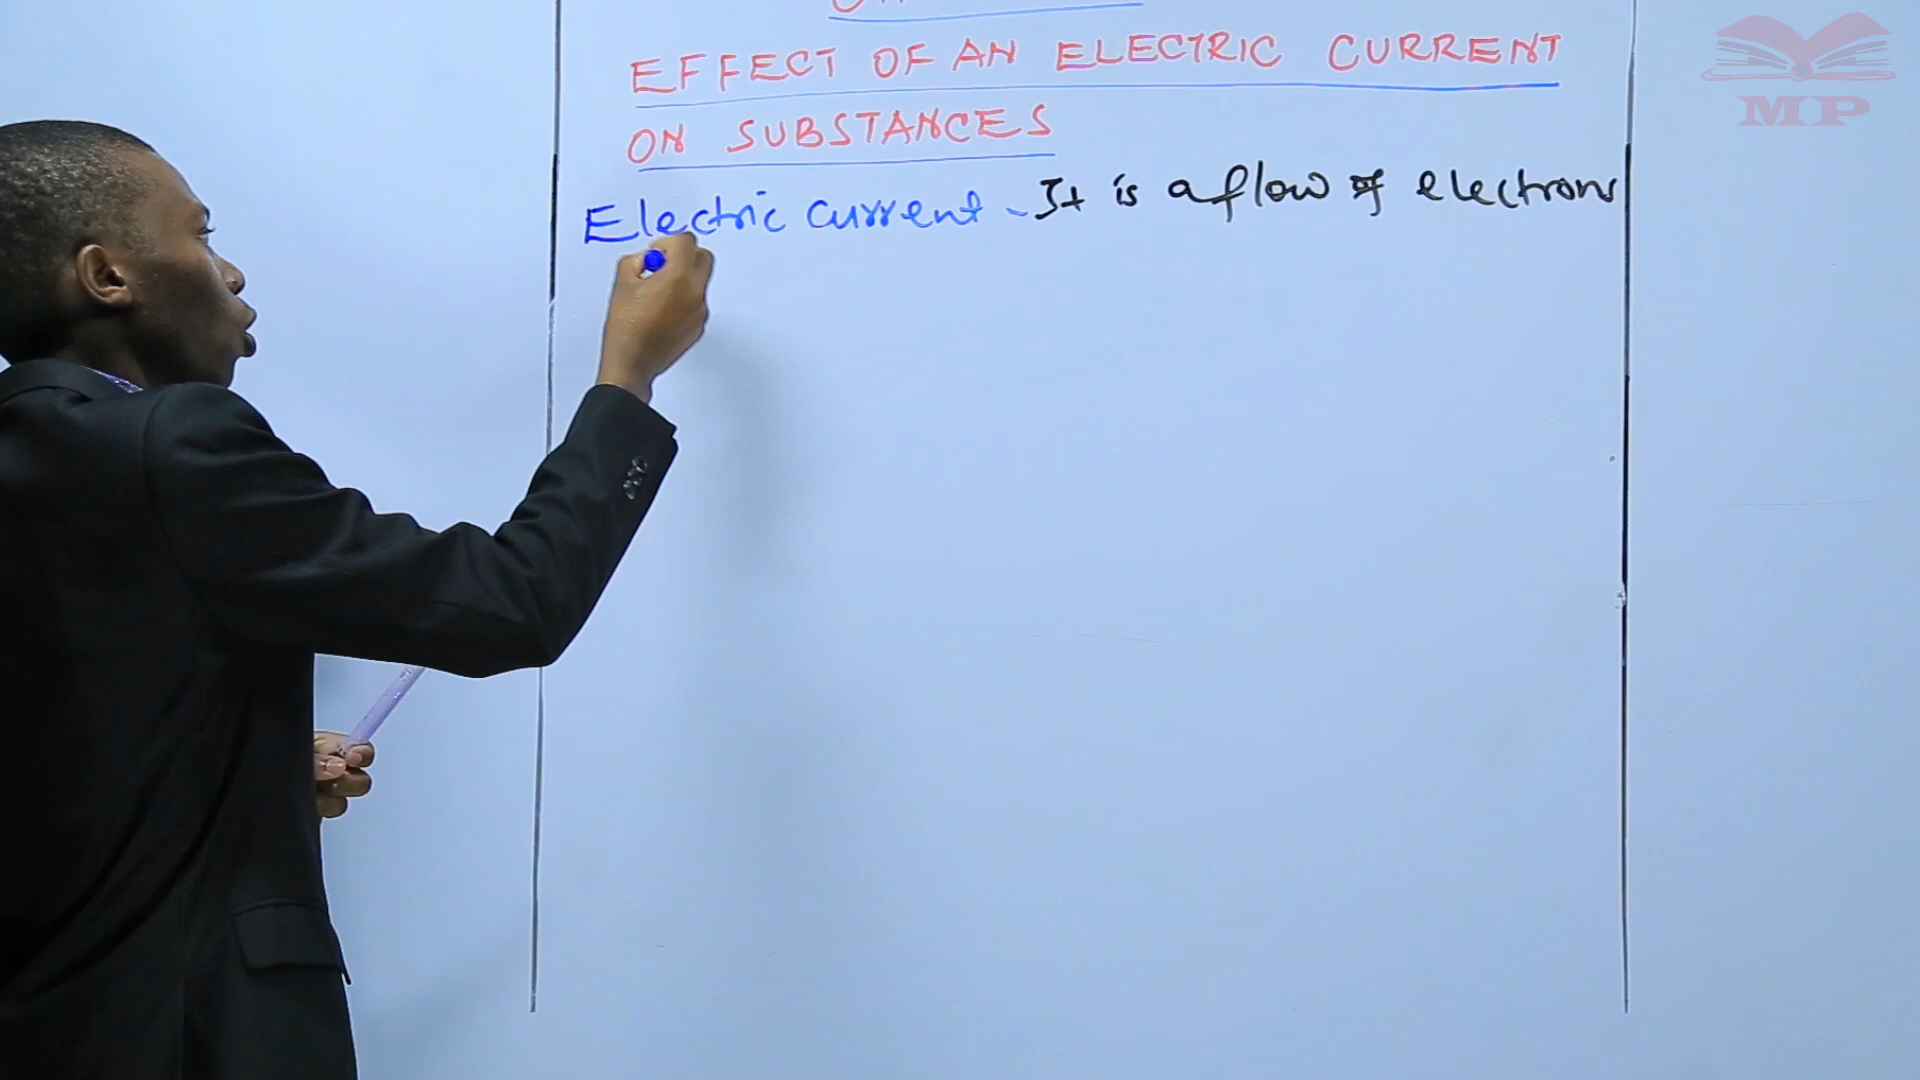 EFFECT OF AN ELECTRIC CURRENT
ON SUBSTANCES
Electric Current - It is a flow of electrons
MP